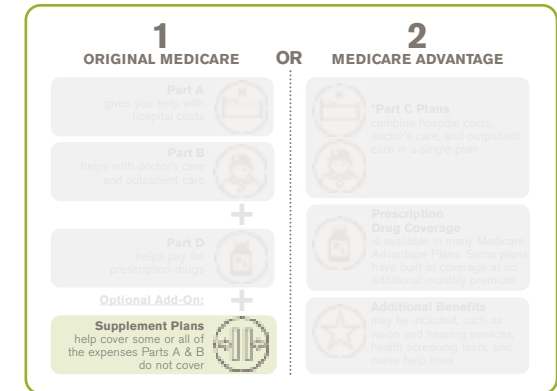 1
ORIGINAL MEDICARE
OR
2
MEDICARE ADVANTAGE
Part A
gives you help with
hospital costs
Part B
helps with doctor's care
and outpatient care
+
Part D
helps pay for
prescription drugs
Optional Add-On:
+
Supplement Plans
help cover some or all of
the expenses Parts A & B
do not cover
*Part C Plans
combine hospital costs,
doctor's care, and outpatient
care in a single plan
Prescription
Drug Coverage
is available in many Medicare
Advantage Plans. Some plans
have built-in coverage at no
additional monthly premium
Additional Benefits
may be included, such as
vision and hearing services,
health screening tests, and
nurse help lines